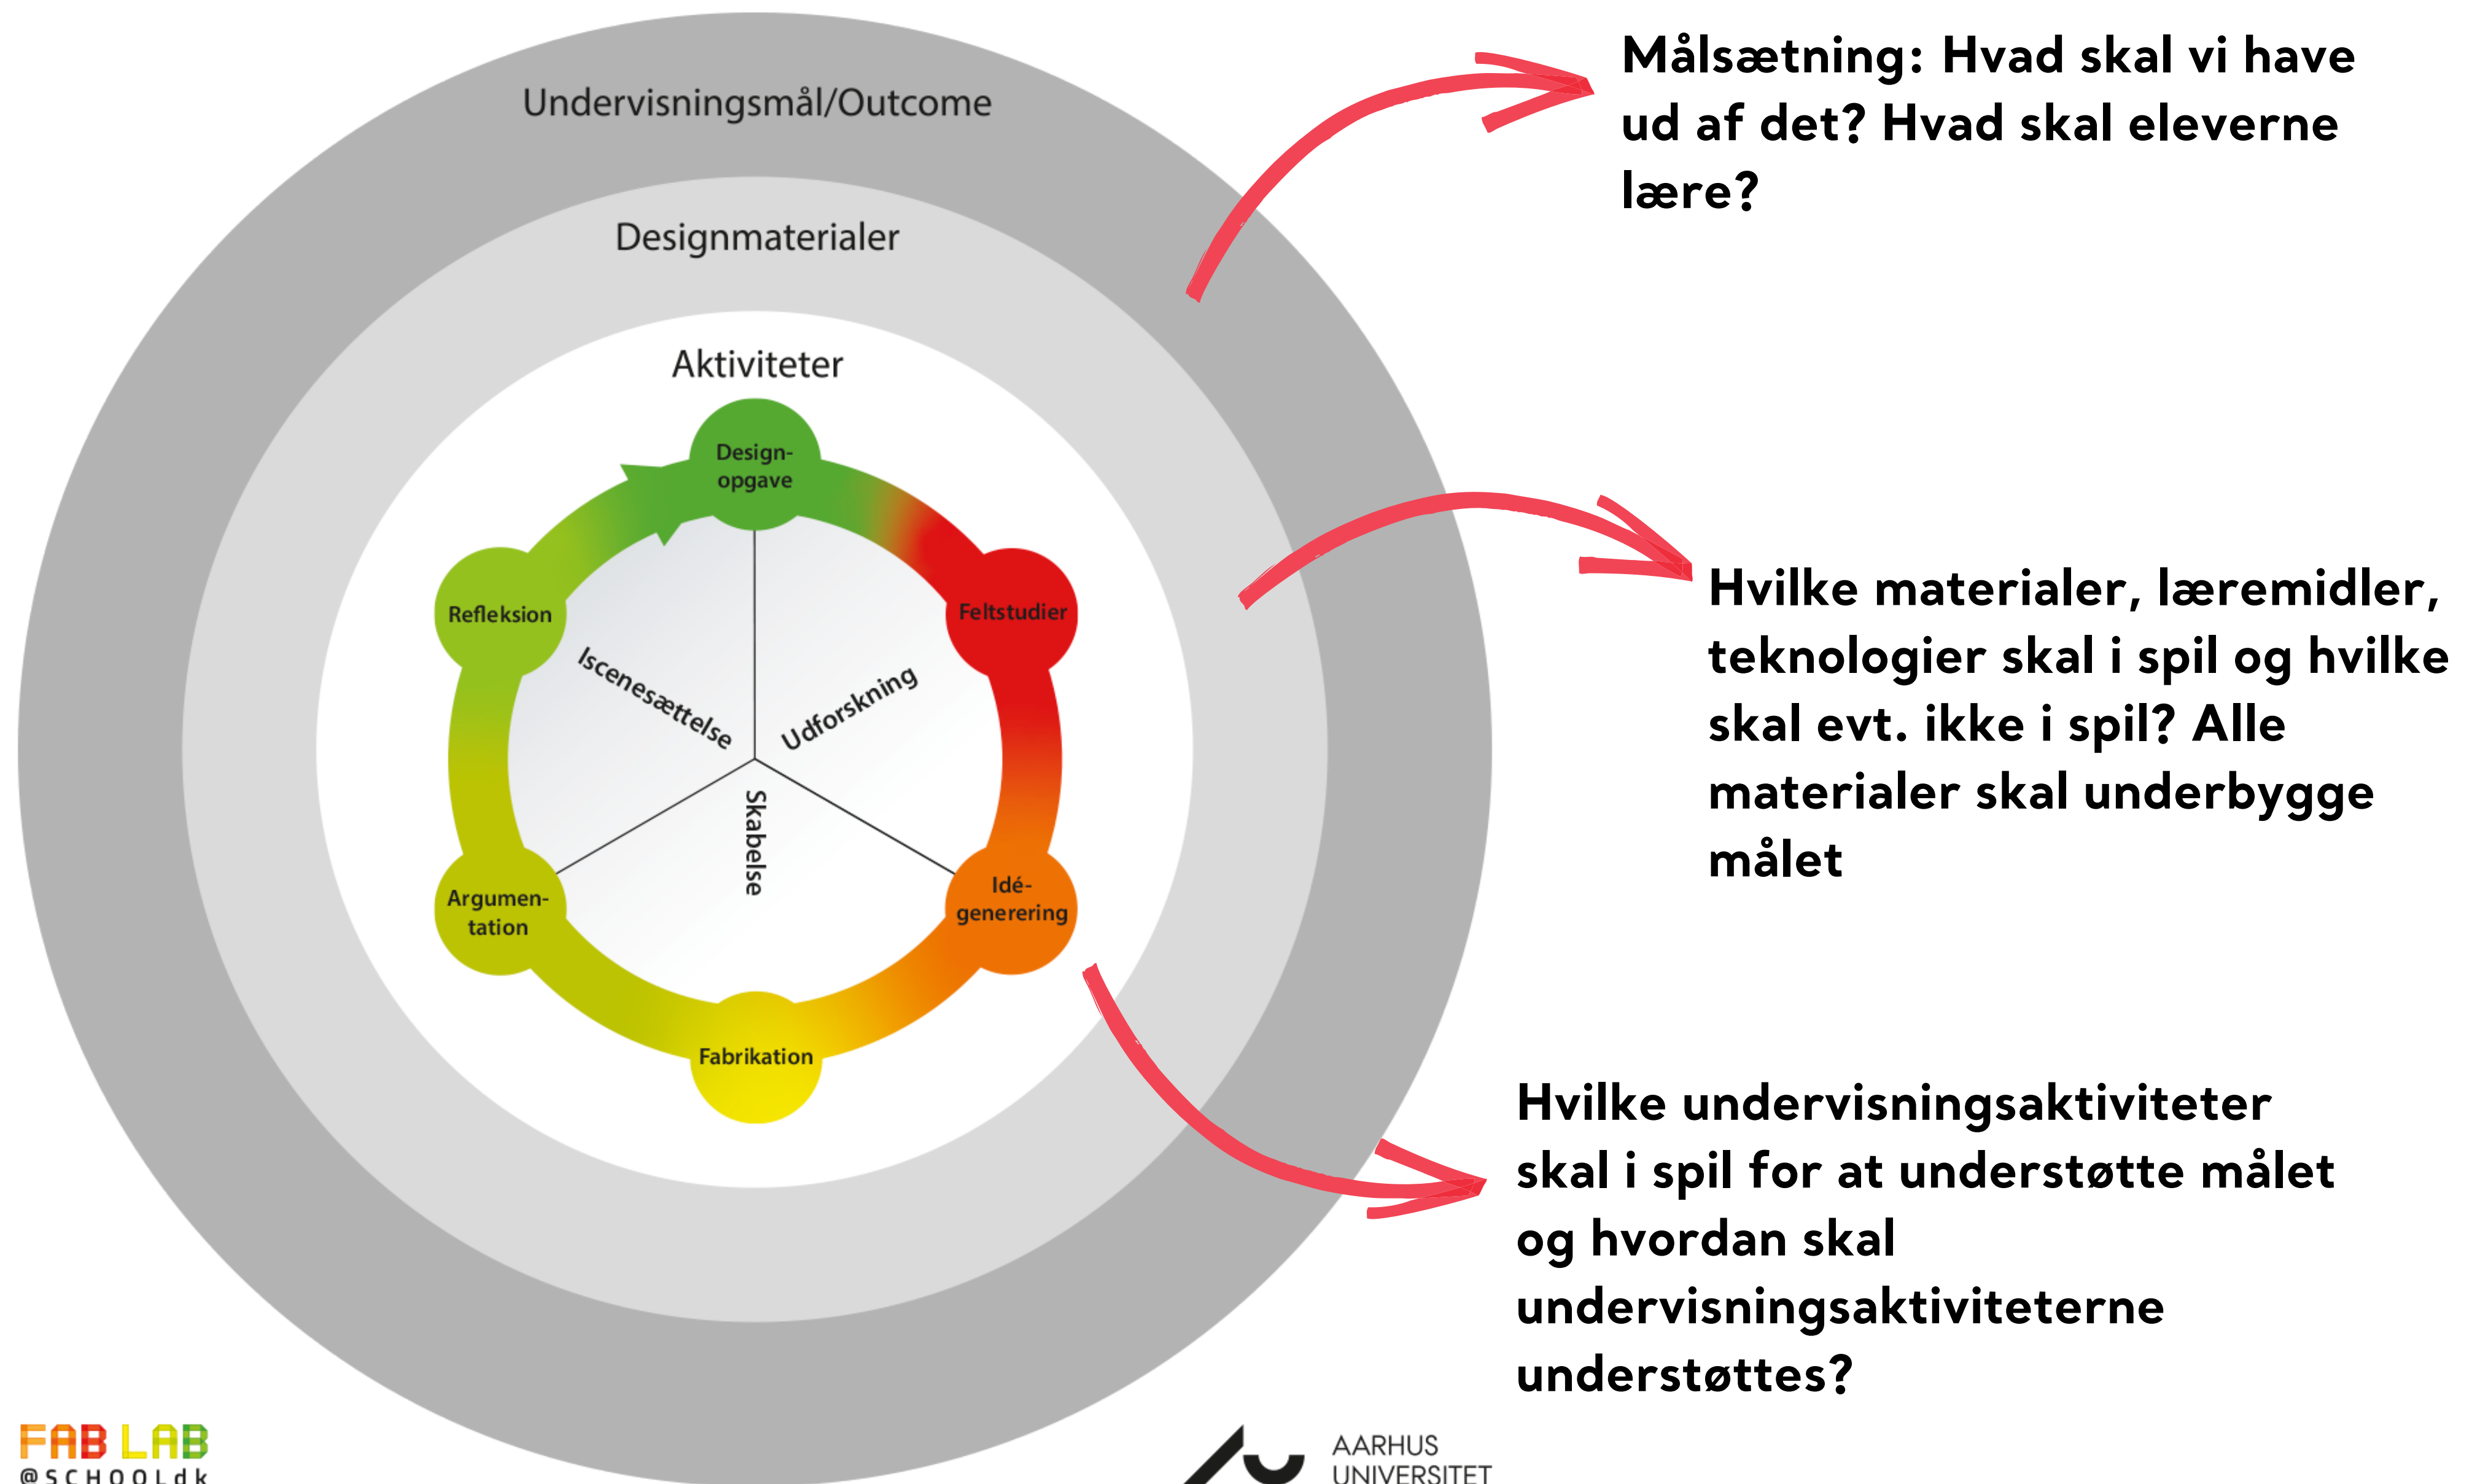 Undervisningsmål/Outcome
Designmaterialer
Aktiviteter
Design-
opgave
Feltstudier
Idé-
generering
Fabrikation
Argumen-
tation
Refleksion
Iscenesættelse
Udforskning
Skabelse
Målsætning: Hvad skal vi have
ud af det? Hvad skal eleverne
lære?
Hvilke materialer, læremidler,
teknologier skal i spil og hvilke
skal evt. ikke i spil? Alle
materialer skal underbygge
målet
Hvilke undervisningsaktiviteter
skal i spil for at understøtte målet
og hvordan skal
undervisningsaktiviteterne
understøttes?
FAB LAB
@SCHOOLdk
AARHUS
UNIVERSITET